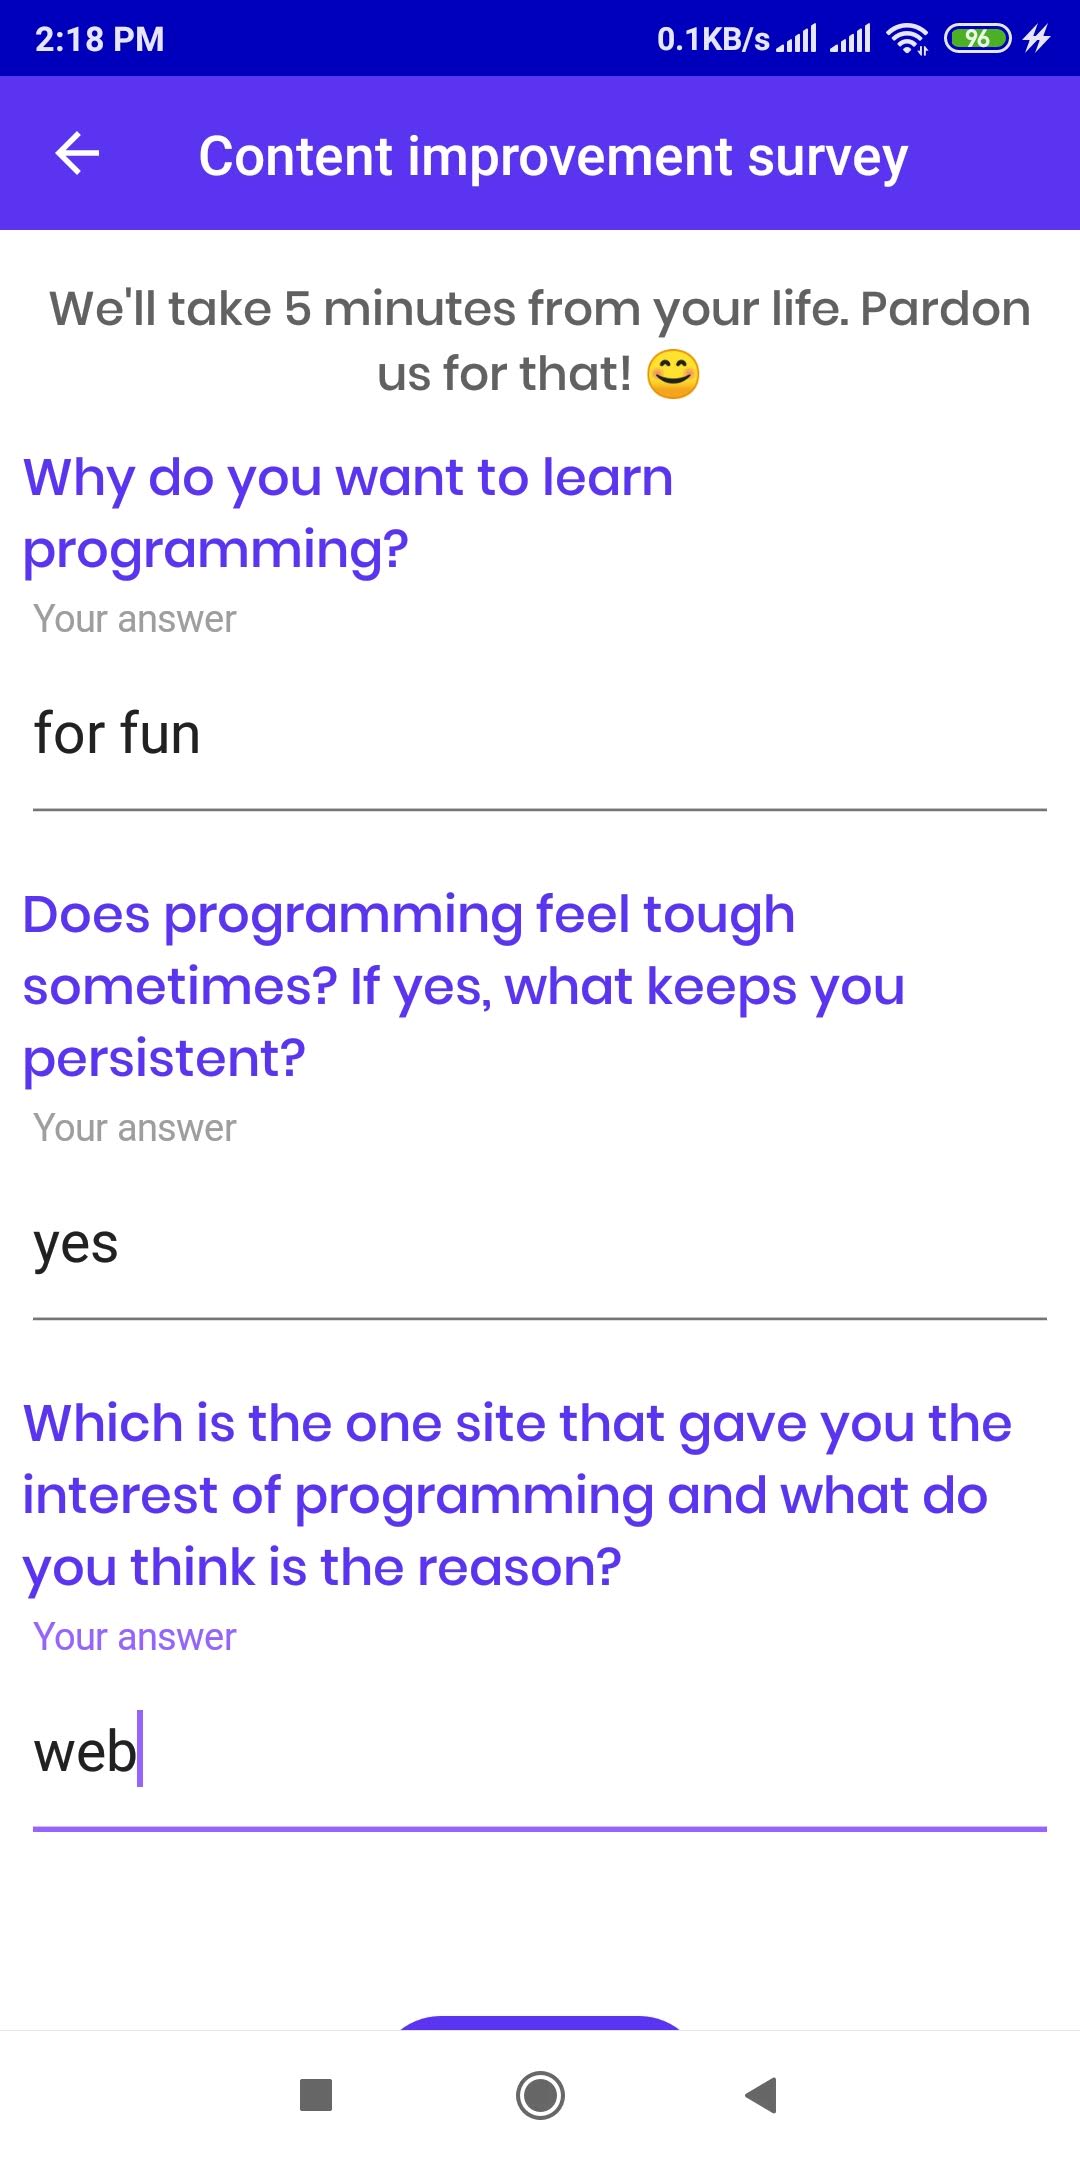 2:18 PM 0.1KB/s 96
Content improvement survey
We'll take 5 minutes from your life. Pardon
us for that! 😊
Why do you want to learn
programming?
Your answer
for fun
Does programming feel tough
sometimes? If yes, what keeps you
persistent?
Your answer
yes
Which is the one site that gave you the
interest of programming and what do
you think is the reason?
Your answer
web